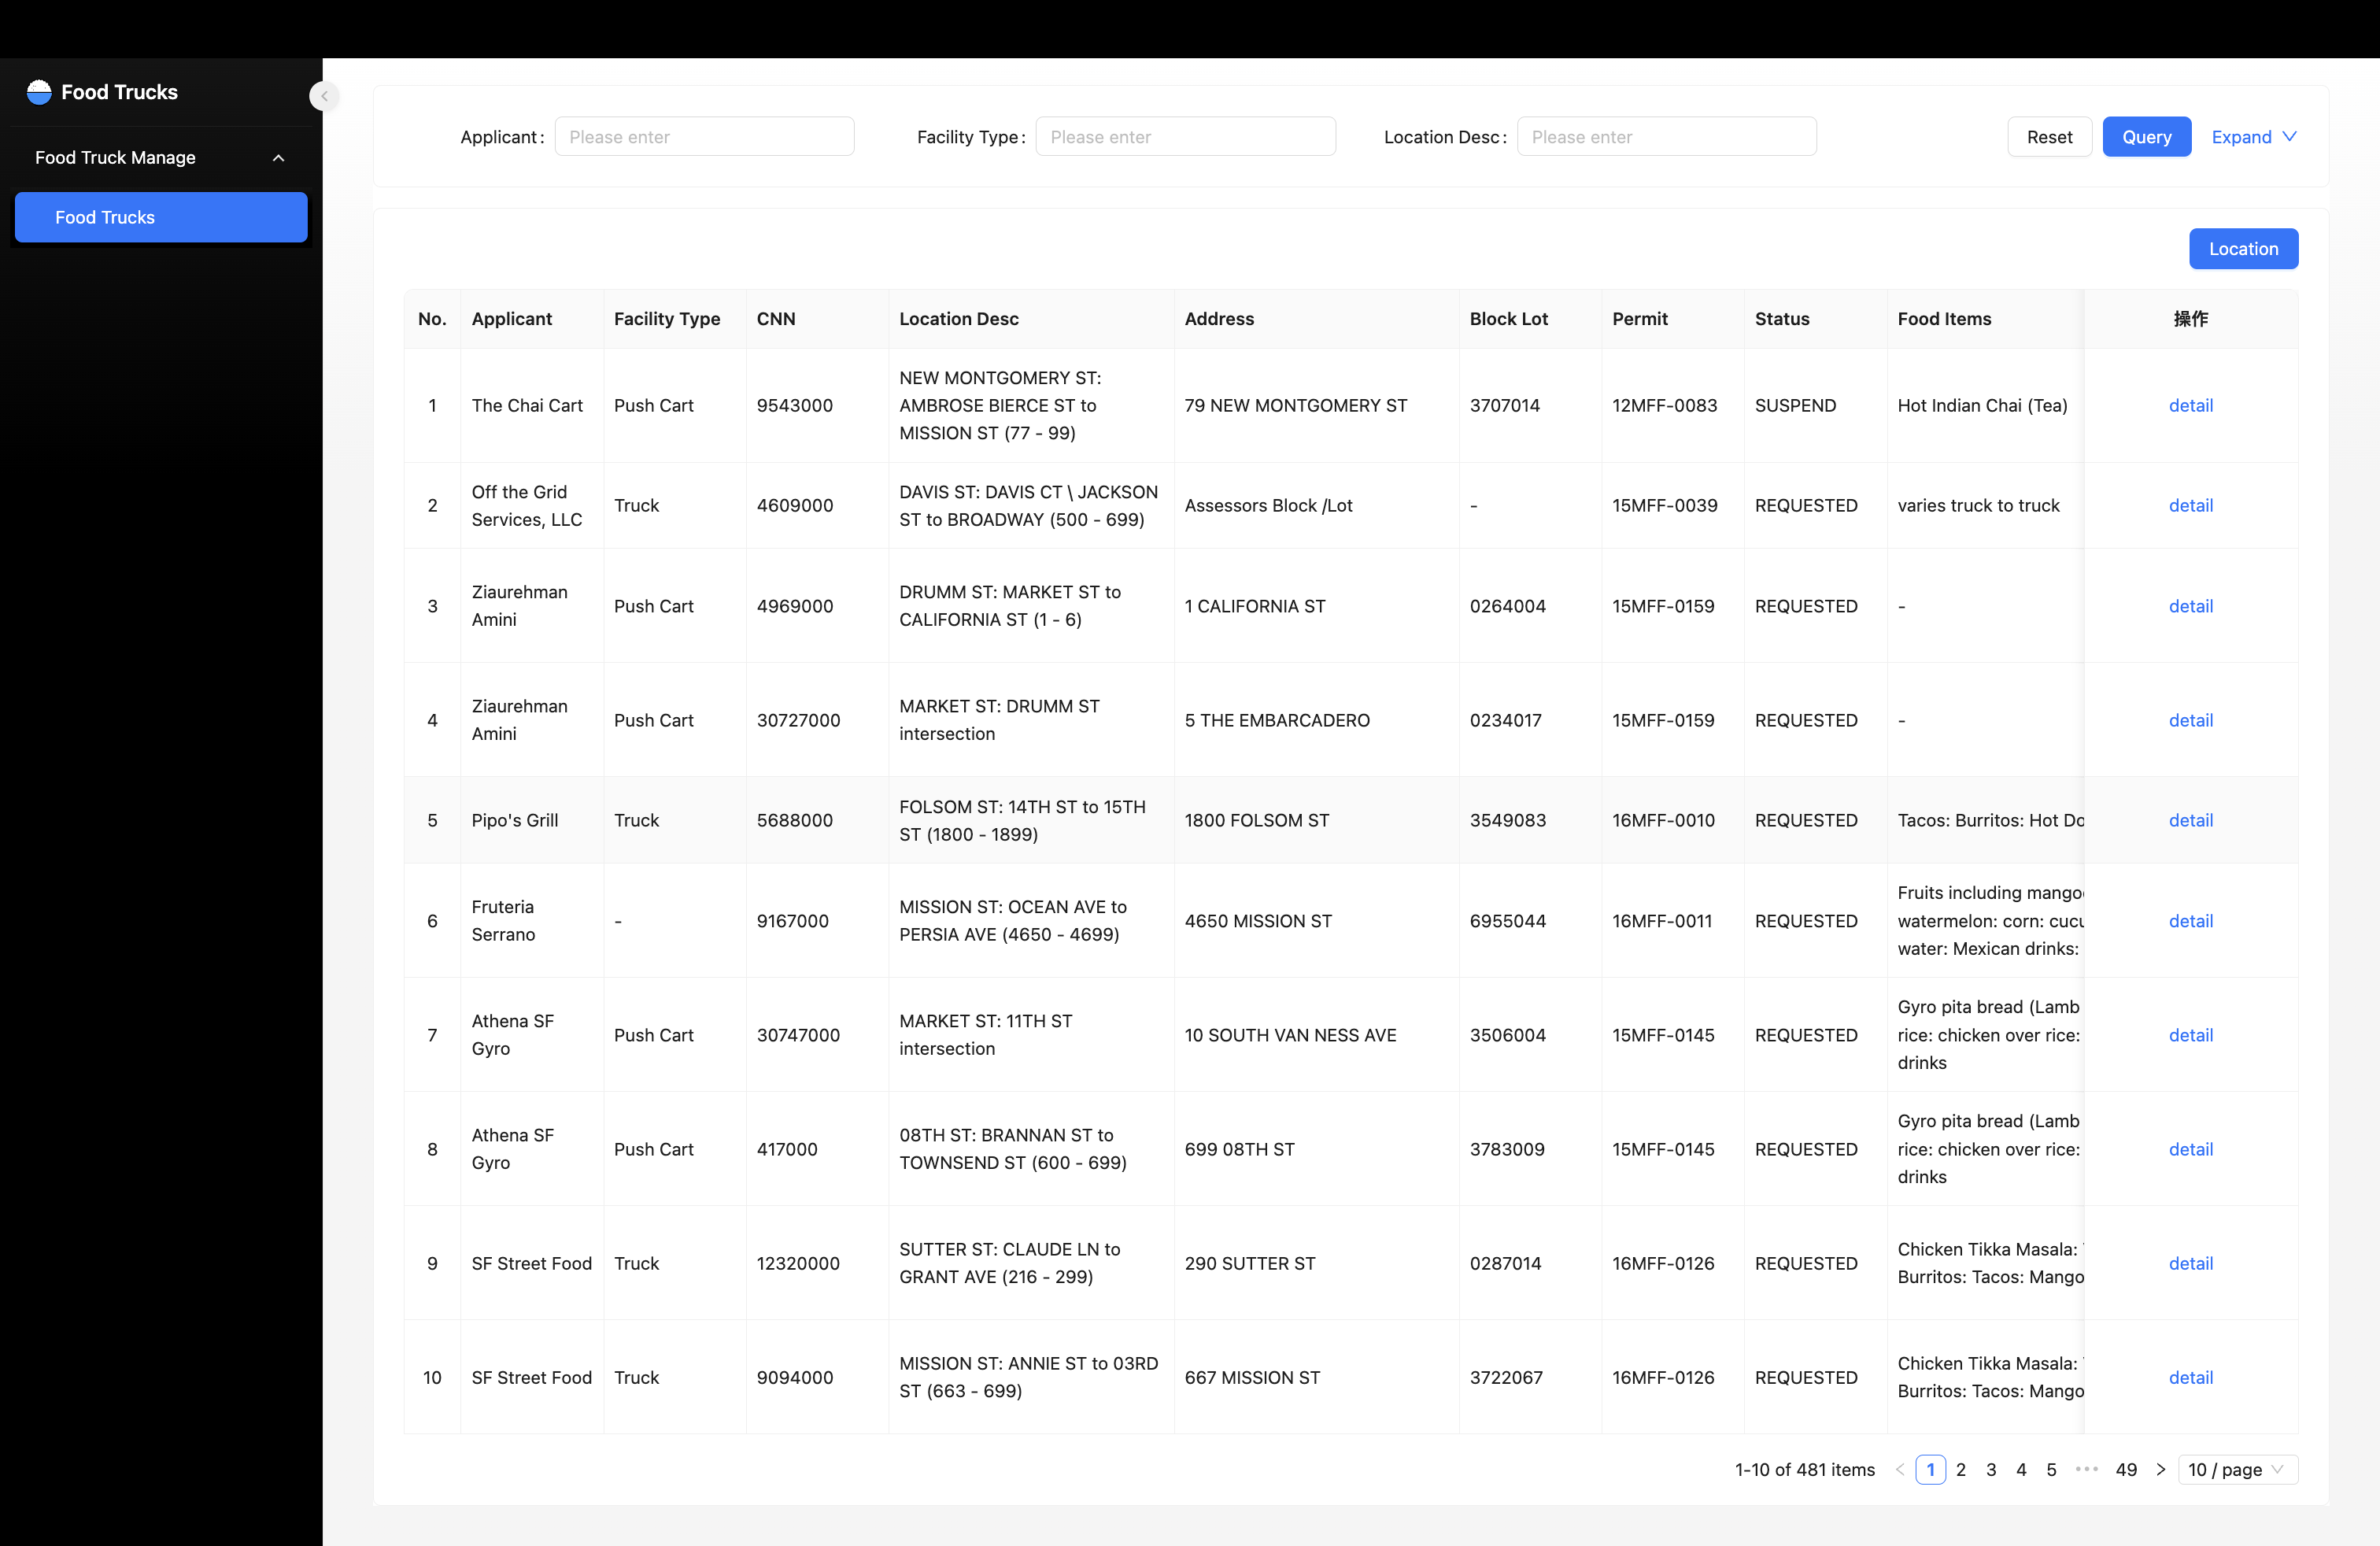 Food Trucks
Food Truck Manage
Food Trucks
Applicant: Please enter Facility Type: Please enter Location Desc: Please enter Reset Query Expand
Location
No. Applicant Facility Type CNN Location Desc Address Block Lot Permit Status Food Items 操作
1 The Chai Cart Push Cart 9543000 NEW MONTGOMERY ST:
AMBROSE BIERCE ST to
MISSION ST (77 - 99) 79 NEW MONTGOMERY ST 3707014 12MFF-0083 SUSPEND Hot Indian Chai (Tea) detail
2 Off the Grid
Services, LLC Truck 4609000 DAVIS ST: DAVIS CT \ JACKSON
ST to BROADWAY (500 - 699) Assessors Block /Lot - 15MFF-0039 REQUESTED varies truck to truck detail
3 Ziaurehman
Amini Push Cart 4969000 DRUMM ST: MARKET ST to
CALIFORNIA ST (1 - 6) 1 CALIFORNIA ST 0264004 15MFF-0159 REQUESTED - detail
4 Ziaurehman
Amini Push Cart 30727000 MARKET ST: DRUMM ST
intersection 5 THE EMBARCADERO 0234017 15MFF-0159 REQUESTED - detail
5 Pipo's Grill Truck 5688000 FOLSOM ST: 14TH ST to 15TH
ST (1800 - 1899) 1800 FOLSOM ST 3549083 16MFF-0010 REQUESTED Tacos: Burritos: Hot Do detail
6 Fruteria
Serrano - 9167000 MISSION ST: OCEAN AVE to
PERSIA AVE (4650 - 4699) 4650 MISSION ST 6955044 16MFF-0011 REQUESTED Fruits including mango
watermelon: corn: cucu
water: Mexican drinks: detail
7 Athena SF
Gyro Push Cart 30747000 MARKET ST: 11TH ST
intersection 10 SOUTH VAN NESS AVE 3506004 15MFF-0145 REQUESTED Gyro pita bread (Lamb
rice: chicken over rice:
drinks detail
8 Athena SF
Gyro Push Cart 417000 08TH ST: BRANNAN ST to
TOWNSEND ST (600 - 699) 699 08TH ST 3783009 15MFF-0145 REQUESTED Gyro pita bread (Lamb
rice: chicken over rice:
drinks detail
9 SF Street Food Truck 12320000 SUTTER ST: CLAUDE LN to
GRANT AVE (216 - 299) 290 SUTTER ST 0287014 16MFF-0126 REQUESTED Chicken Tikka Masala:
Burritos: Tacos: Mango detail
10 SF Street Food Truck 9094000 MISSION ST: ANNIE ST to 03RD
ST (663 - 699) 667 MISSION ST 3722067 16MFF-0126 REQUESTED Chicken Tikka Masala:
Burritos: Tacos: Mango detail
1-10 of 481 items < 1 2 3 4 5 ••• 49 > 10 / page